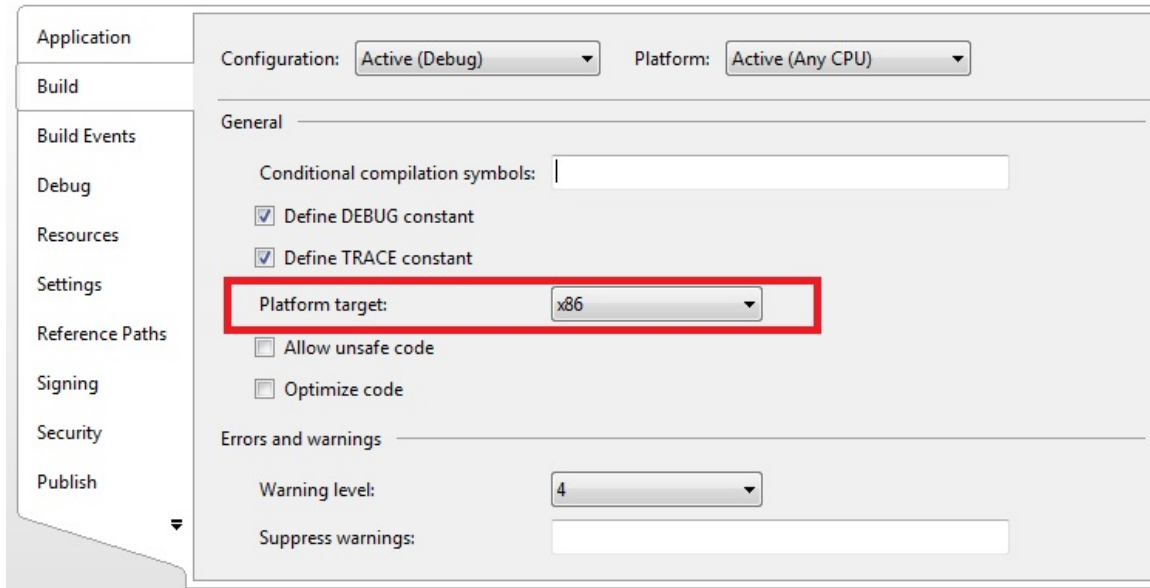 Application
Build
Build Events
Debug
Resources
Settings
Reference Paths
Signing
Security
Publish
Configuration: Active (Debug) Platform: Active (Any CPU)
General
Conditional compilation symbols:
Define DEBUG constant
Define TRACE constant
Platform target: x86
Allow unsafe code
Optimize code
Errors and warnings
Warning level: 4
Suppress warnings: